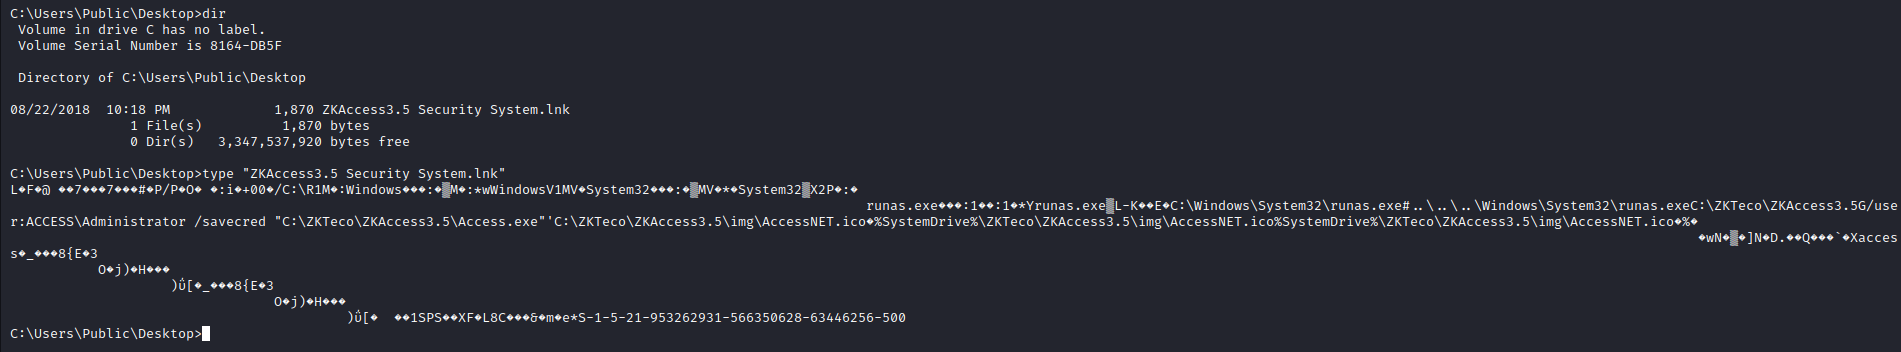 C:\Users\Public\Desktop>dir
 Volume in drive C has no label.
 Volume Serial Number is 8164-DB5F

 Directory of C:\Users\Public\Desktop

08/22/2018  10:18 PM             1,870 ZKAccess3.5 Security System.lnk
               1 File(s)          1,870 bytes
               0 Dir(s)   3,347,537,920 bytes free

C:\Users\Public\Desktop>type "ZKAccess3.5 Security System.lnk"
L�F�@ ��7���7���#�P/P�O� �:i�+00�/C:\R1M�:Windows���:�▒M�:*wWindowsV1MV�System32���:�▒MV�*�System32▒X2P�:�
runas.exe���:1��:1�*Yrunas.exe▒L-K��E�C:\Windows\System32\runas.exe#..\..\..\Windows\System32\runas.exeC:\ZKTeco\ZKAccess3.5G/use
r:ACCESS\Administrator /savecred "C:\ZKTeco\ZKAccess3.5\Access.exe"'C:\ZKTeco\ZKAccess3.5\img\AccessNET.ico�%SystemDrive%\ZKTeco\ZKAccess3.5\img\AccessNET.ico%SystemDrive%\ZKTeco\ZKAccess3.5\img\AccessNET.ico�%�
�wN�▒�]N�D.��Q���`�Xacces
s�_���8{E�3
O�j)�H���
)ΰ[�_���8{E�3
O�j)�H���
)ΰ[�  ��1SPS��XF�L8C���&�m�e*S-1-5-21-953262931-566350628-63446256-500
C:\Users\Public\Desktop>